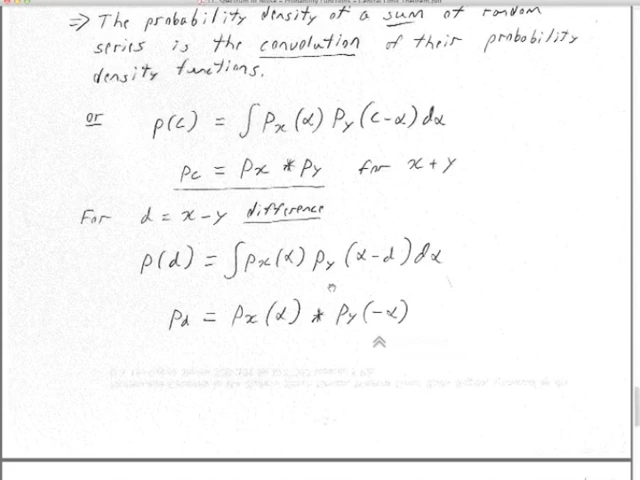 ⇒ The probability density of a sum of random
series is the convolution of their probability
density functions.
or p(c) = ∫ Px(α) Py(c-α)dα
Pc = Px * Py for x + y
For d = x - y difference
p(d) = ∫ px(α) py(α-d)dα
Pd = Px(α) * Py(-α)